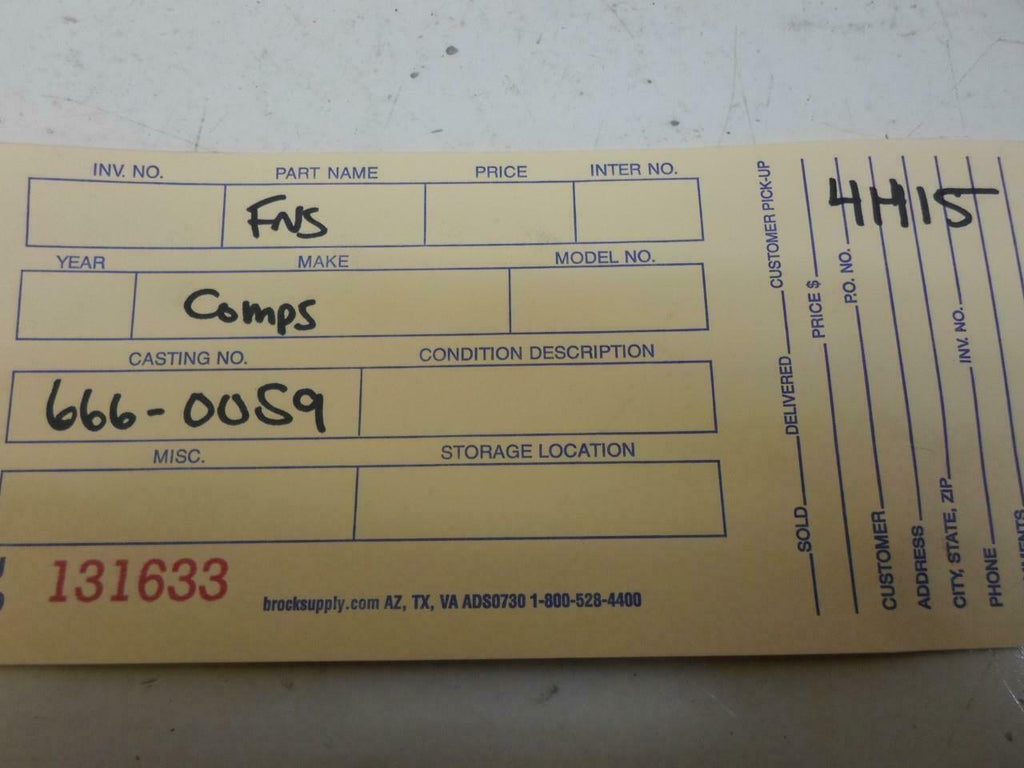 INV. NO. PART NAME PRICE INTER NO.
FNS
YEAR MAKE MODEL NO.
Comps
CASTING NO. CONDITION DESCRIPTION
666-0059
MISC. STORAGE LOCATION
131633
brocksupply.com AZ, TX, VA ADS0730 1-800-528-4400
SOLD DELIVERED CUSTOMER PICK-UP
PRICE $
P.O. NO.
CUSTOMER
ADDRESS
CITY, STATE, ZIP INV. NO.
PHONE
4H15